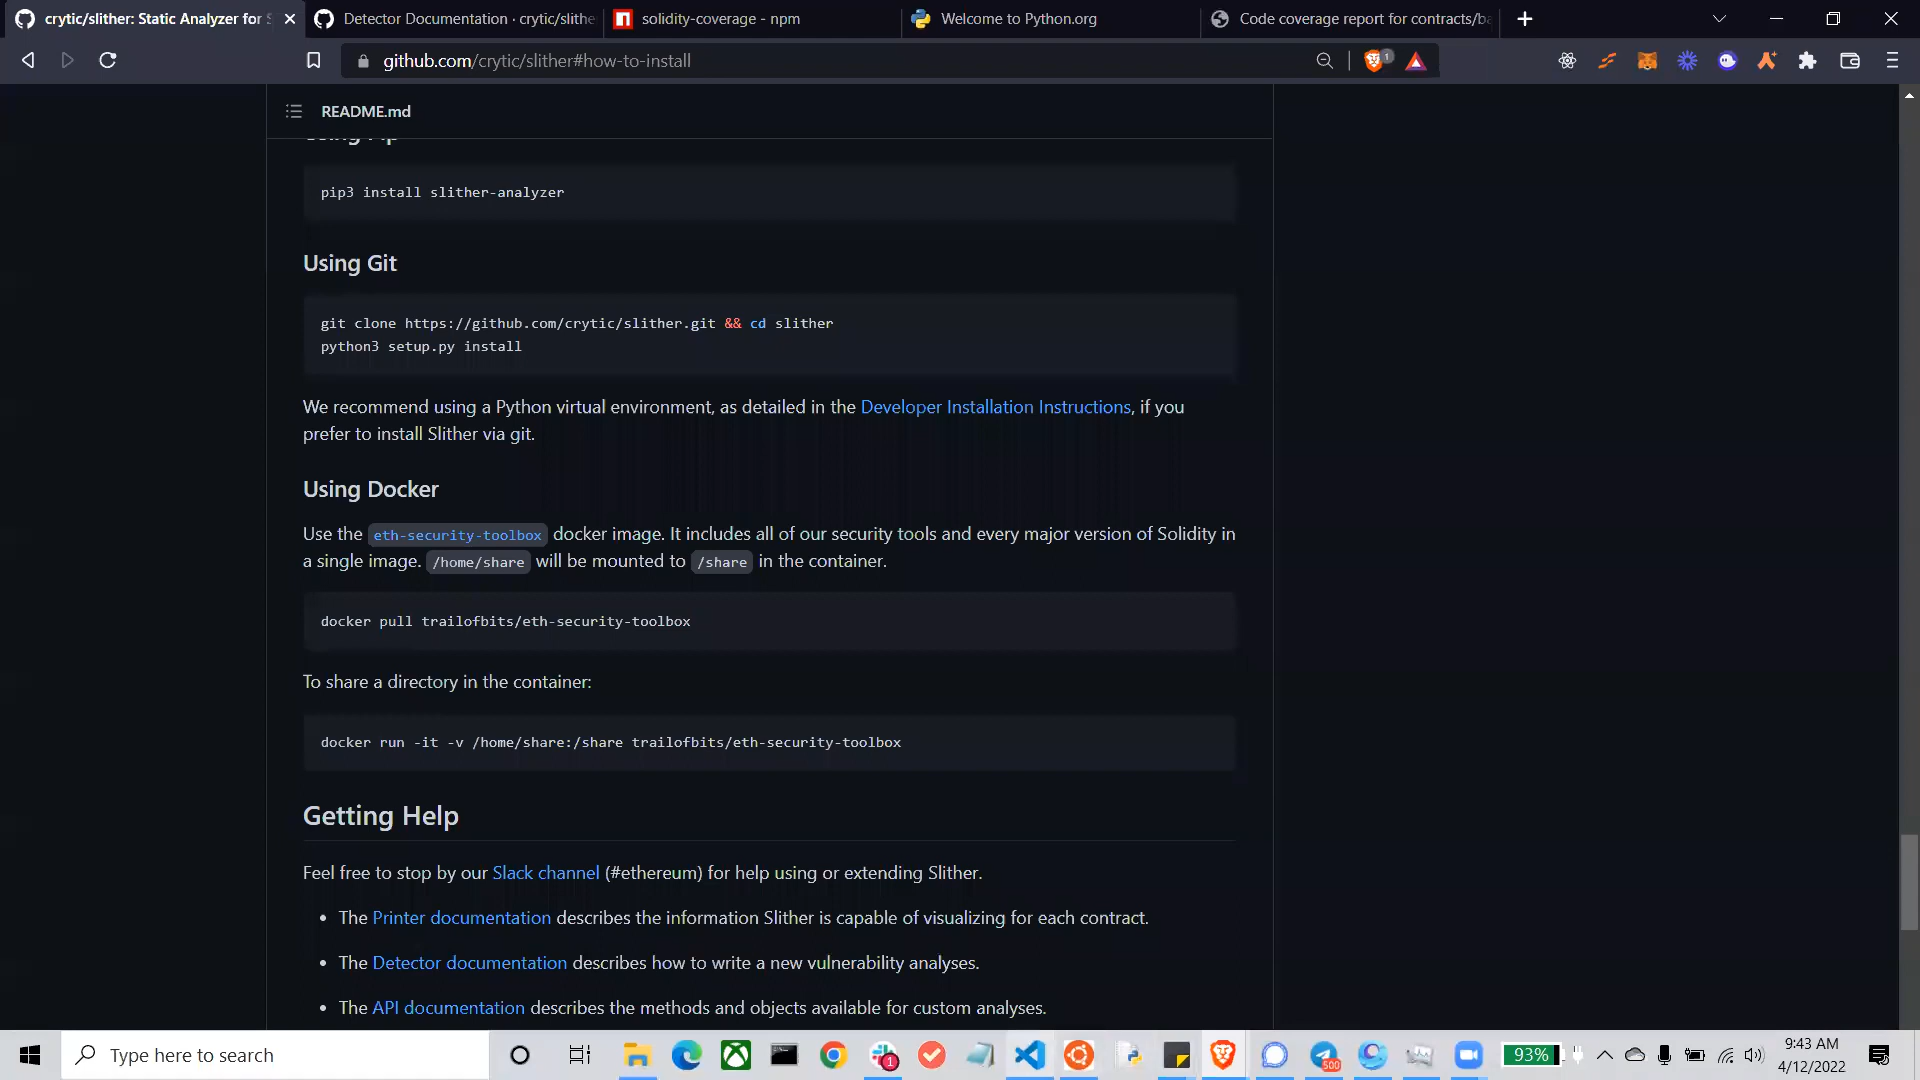 crytic/slither: Static Analyzer for S
Detector Documentation · crytic/slithe
solidity-coverage - npm
Welcome to Python.org
Code coverage report for contracts/ba
github.com/crytic/slither#how-to-install
1
README.md
pip3 install slither-analyzer
Using Git
git clone https://github.com/crytic/slither.git && cd slither
python3 setup.py install
We recommend using a Python virtual environment, as detailed in the Developer Installation Instructions, if you
prefer to install Slither via git.
Using Docker
Use the eth-security-toolbox docker image. It includes all of our security tools and every major version of Solidity in
a single image. /home/share will be mounted to /share in the container.
docker pull trailofbits/eth-security-toolbox
To share a directory in the container:
docker run -it -v /home/share:/share trailofbits/eth-security-toolbox
Getting Help
Feel free to stop by our Slack channel (#ethereum) for help using or extending Slither.
• The Printer documentation describes the information Slither is capable of visualizing for each contract.
• The Detector documentation describes how to write a new vulnerability analyses.
• The API documentation describes the methods and objects available for custom analyses.
Type here to search
1
500
93%
9:43 AM
4/12/2022